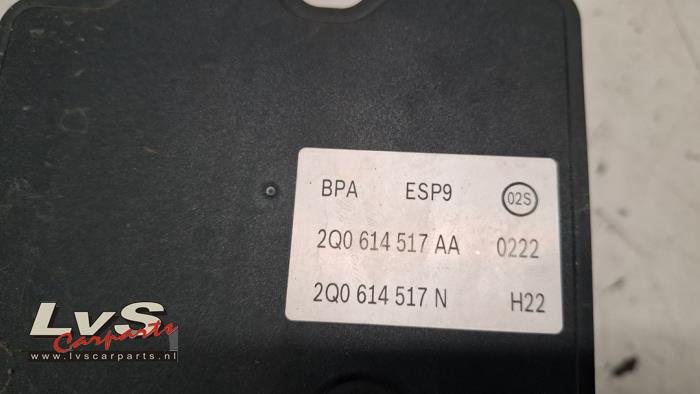 BPA ESP9 02S
2Q0 614 517 AA 0222
2Q0 614 517 N H22
LvS
Carparts
www.lvscarparts.nl